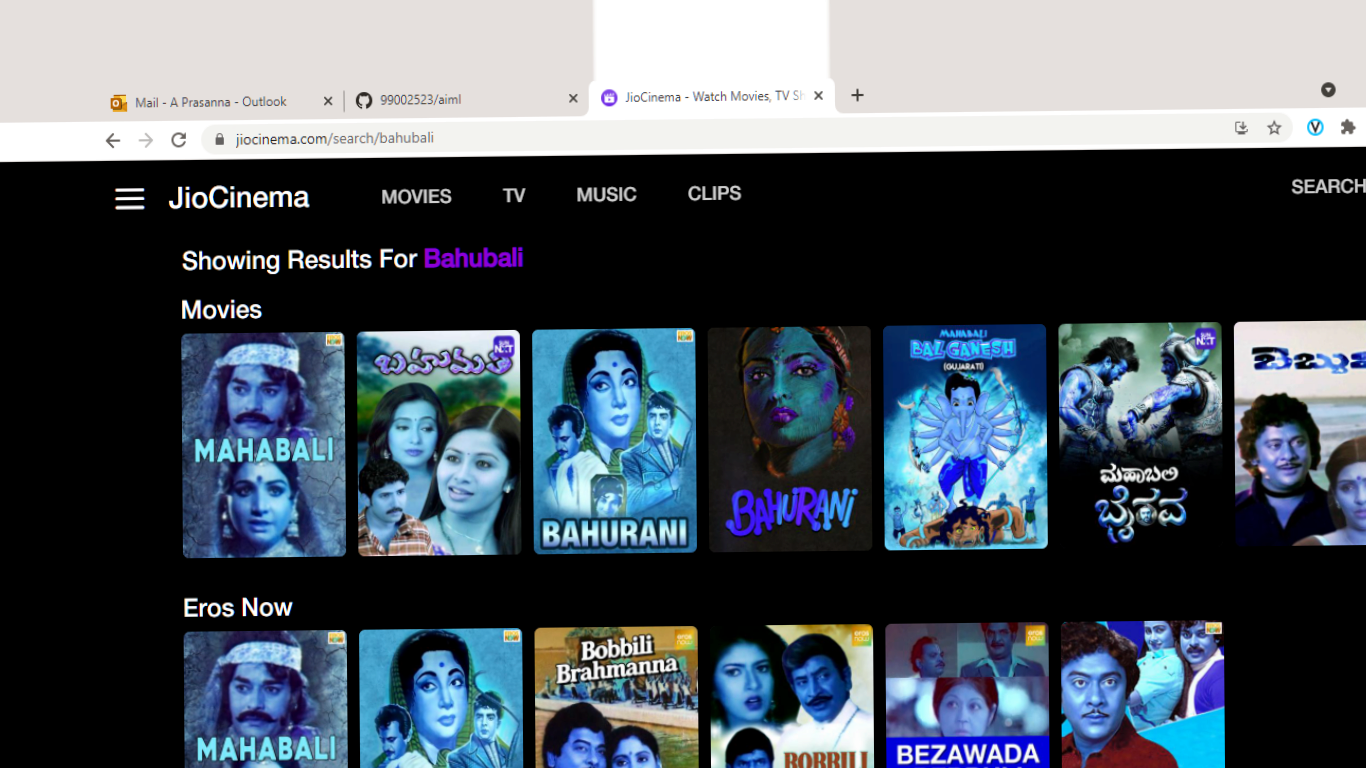 Mail - A Prasanna - Outlook
99002523/aiml
JioCinema - Watch Movies, TV Sh
jiocinema.com/search/bahubali
JioCinema
MOVIES
TV
MUSIC
CLIPS
SEARCH
Showing Results For Bahubali
Movies
MAHABALI
బహుమతి
BAHURANI
BAHURANI
MAHABALI
BAL GANESH
(GUJARATI)
ಮಹಾಬಲಿ
ಭೈರವ
Eros Now
MAHABALI
Bobbili
Brahmanna
BOBBILI
BEZAWADA